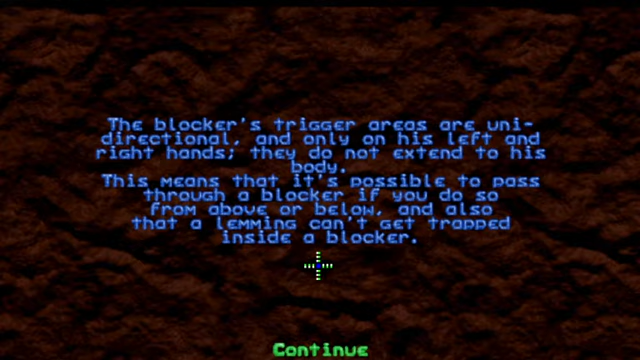 The blocker's trigger areas are uni-
directional, and only on his left and
right hands; they do not extend to his
body.
This means that it's possible to pass
through a blocker if you do so
from above or below, and also
that a lemming can't get trapped
inside a blocker.
Continue